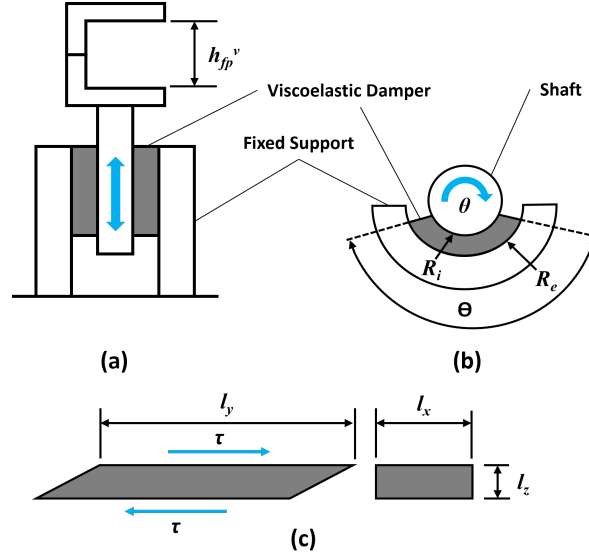 h_fp^v
Viscoelastic Damper
Shaft
Fixed Support
θ
R_i
R_e
Θ
(a)
(b)
l_y
l_x
τ
l_z
τ
(c)